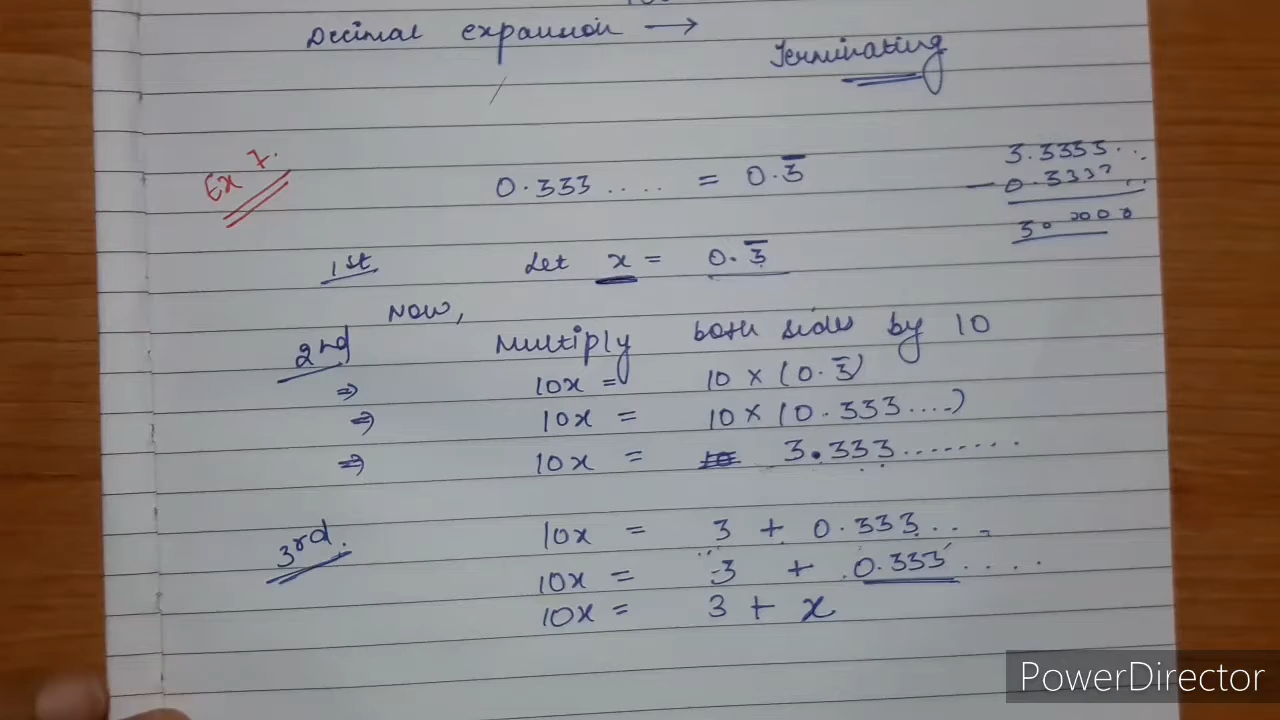 Decimal expansion →
Terminating
Ex 7.
0.333.... = 0.3̅
3.3333...
- 0.3333...
3.0000
1st Let x = 0.3̅
Now,
2nd Multiply both sides by 10
⇒ 10x = 10 × (0.3̅)
⇒ 10x = 10 × (0.333....)
⇒ 10x = 3.333........
3rd. 10x = 3 + 0.333...
10x = 3 + 0.333....
10x = 3 + x
PowerDirector